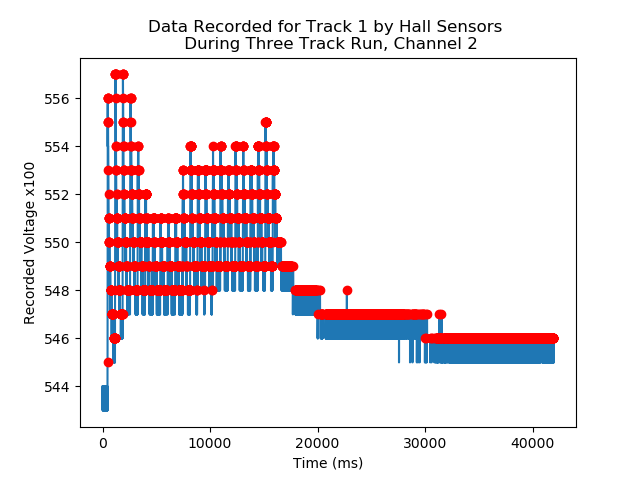 Data Recorded for Track 1 by Hall Sensors
During Three Track Run, Channel 2
Recorded Voltage x100
556
554
552
550
548
546
544
0 10000 20000 30000 40000
Time (ms)